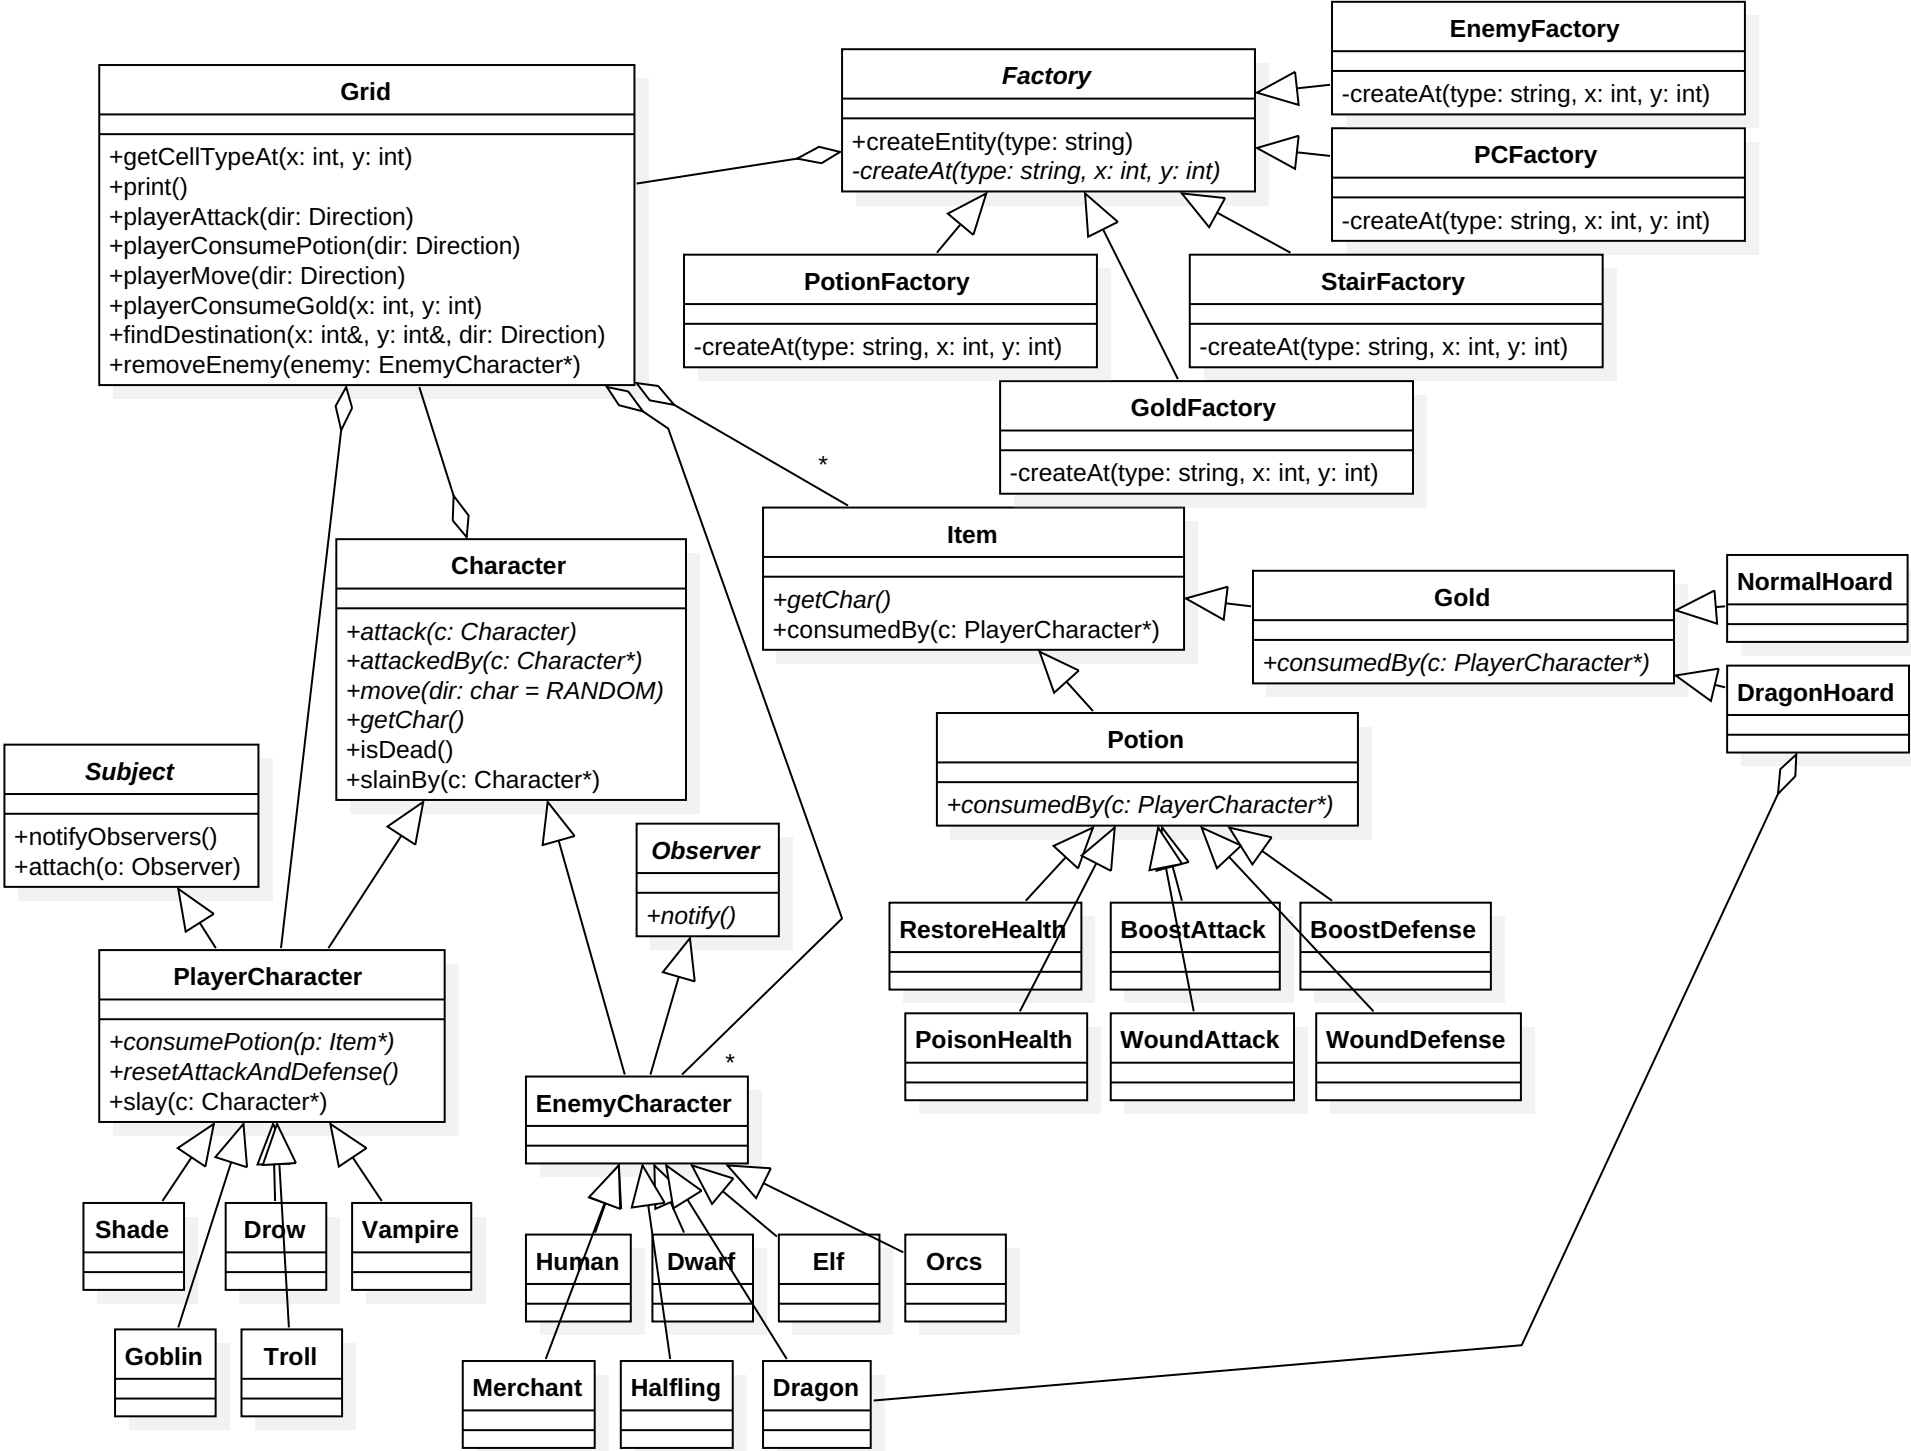 EnemyFactory
-createAt(type: string, x: int, y: int)
Factory
+createEntity(type: string)
-createAt(type: string, x: int, y: int)
Grid
+getCellTypeAt(x: int, y: int)
+print()
+playerAttack(dir: Direction)
+playerConsumePotion(dir: Direction)
+playerMove(dir: Direction)
+playerConsumeGold(x: int, y: int)
+findDestination(x: int&, y: int&, dir: Direction)
+removeEnemy(enemy: EnemyCharacter*)
PCFactory
-createAt(type: string, x: int, y: int)
PotionFactory
-createAt(type: string, x: int, y: int)
StairFactory
-createAt(type: string, x: int, y: int)
GoldFactory
-createAt(type: string, x: int, y: int)
*
Item
+getChar()
+consumedBy(c: PlayerCharacter*)
Character
+attack(c: Character)
+attackedBy(c: Character*)
+move(dir: char = RANDOM)
+getChar()
+isDead()
+slainBy(c: Character*)
Gold
+consumedBy(c: PlayerCharacter*)
NormalHoard
DragonHoard
Potion
+consumedBy(c: PlayerCharacter*)
Subject
+notifyObservers()
+attach(o: Observer)
Observer
+notify()
RestoreHealth
BoostAttack
BoostDefense
PoisonHealth
WoundAttack
WoundDefense
PlayerCharacter
+consumePotion(p: Item*)
+resetAttackAndDefense()
+slay(c: Character*)
*
EnemyCharacter
Shade
Drow
Vampire
Human
Dwarf
Elf
Orcs
Goblin
Troll
Merchant
Halfling
Dragon